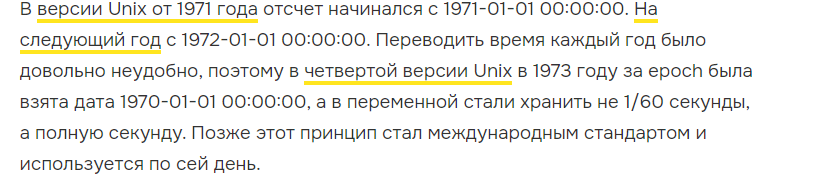 В версии Unix от 1971 года отсчет начинался с 1971-01-01 00:00:00. На
следующий год с 1972-01-01 00:00:00. Переводить время каждый год было
довольно неудобно, поэтому в четвертой версии Unix в 1973 году за epoch была
взята дата 1970-01-01 00:00:00, а в переменной стали хранить не 1/60 секунды,
а полную секунду. Позже этот принцип стал международным стандартом и
используется по сей день.